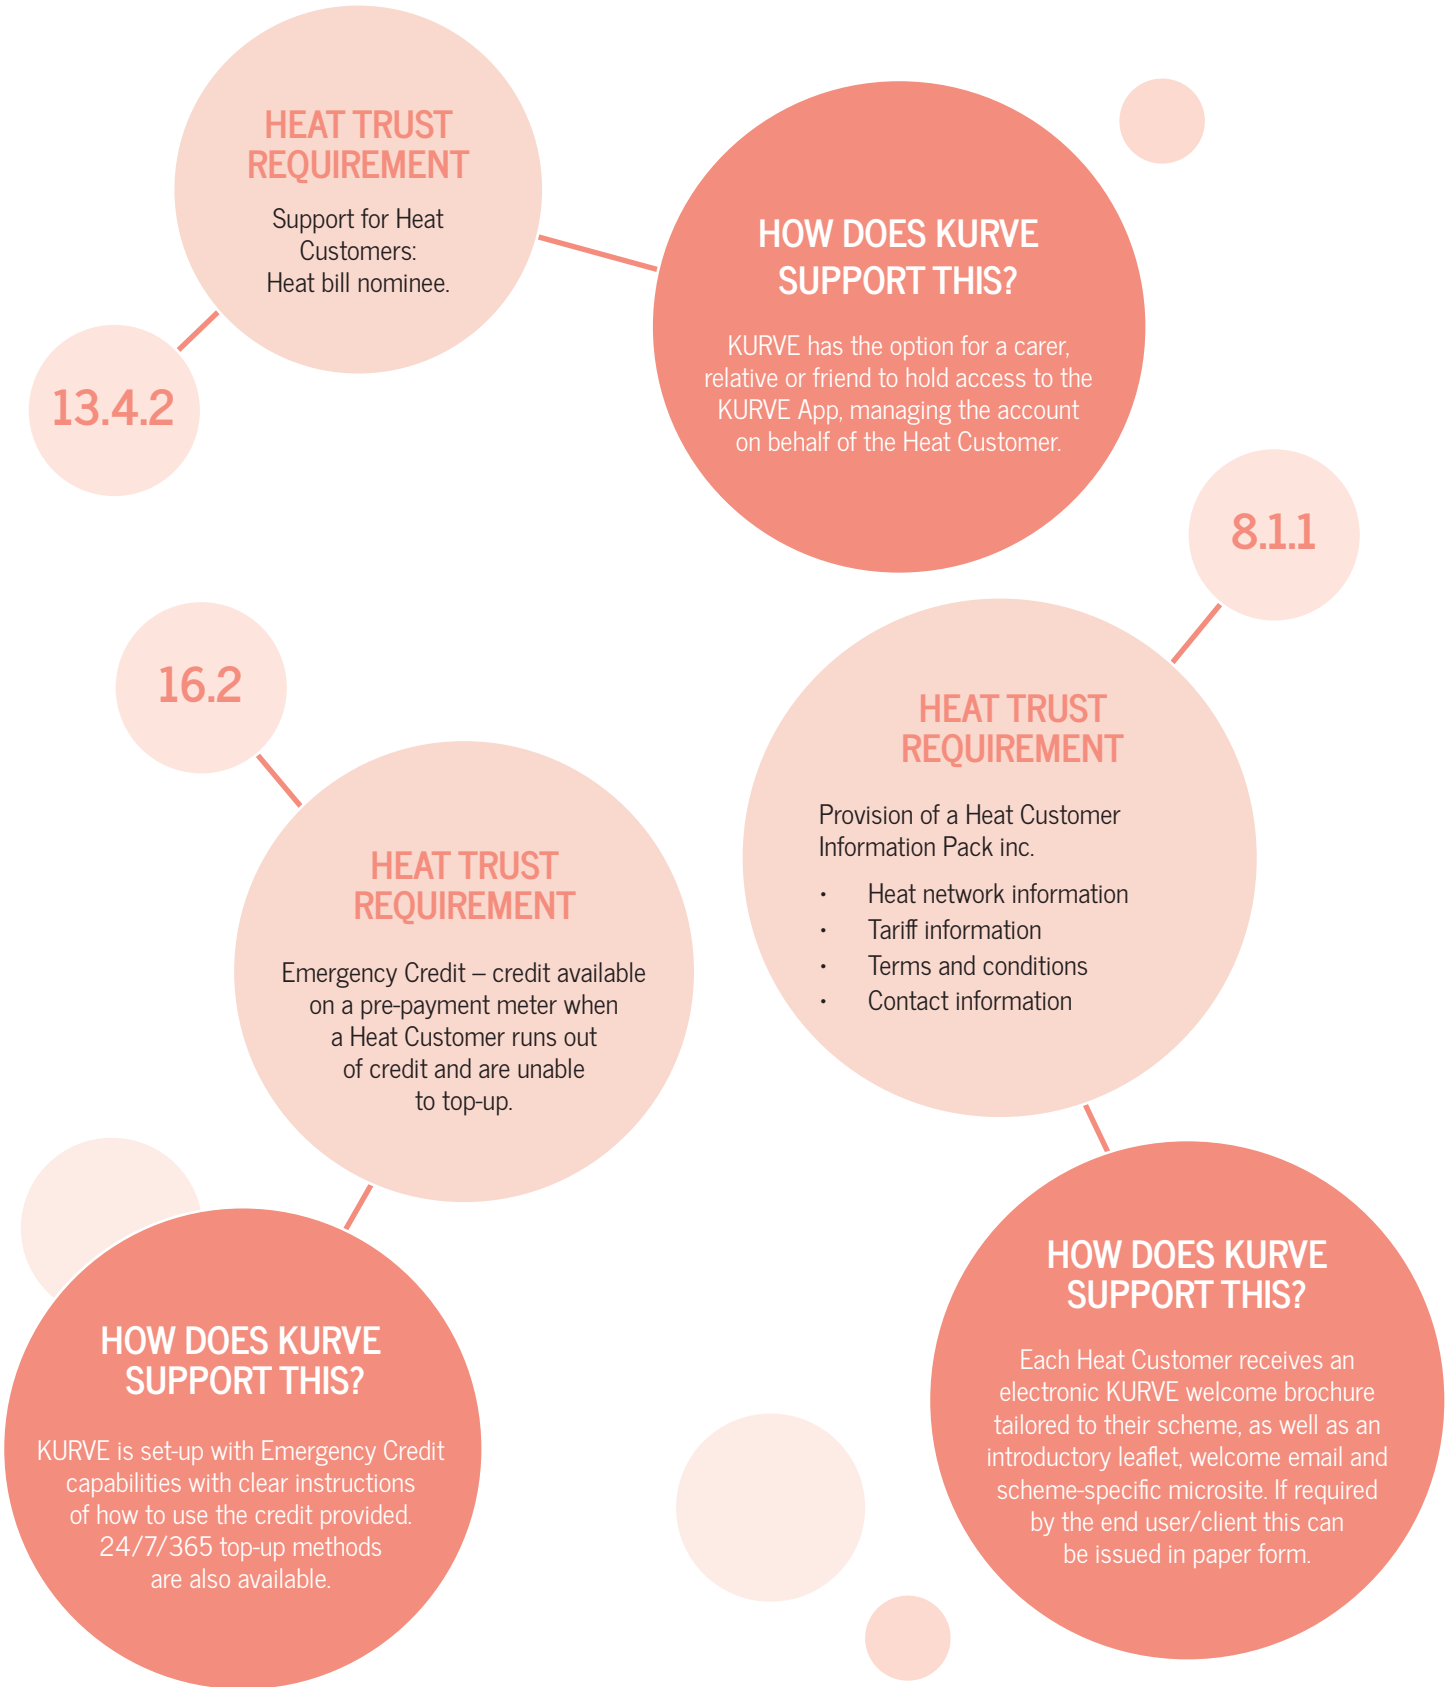 HEAT TRUST
REQUIREMENT
Support for Heat
Customers:
Heat bill nominee.
13.4.2
HOW DOES KURVE
SUPPORT THIS?
KURVE has the option for a carer,
relative or friend to hold access to the
KURVE App, managing the account
on behalf of the Heat Customer.
8.1.1
HEAT TRUST
REQUIREMENT
Provision of a Heat Customer
Information Pack inc.
• Heat network information
• Tariff information
• Terms and conditions
• Contact information
HOW DOES KURVE
SUPPORT THIS?
Each Heat Customer receives an
electronic KURVE welcome brochure
tailored to their scheme, as well as an
introductory leaflet, welcome email and
scheme-specific microsite. If required
by the end user/client this can
be issued in paper form.
16.2
HEAT TRUST
REQUIREMENT
Emergency Credit – credit available
on a pre-payment meter when
a Heat Customer runs out
of credit and are unable
to top-up.
HOW DOES KURVE
SUPPORT THIS?
KURVE is set-up with Emergency Credit
capabilities with clear instructions
of how to use the credit provided.
24/7/365 top-up methods
are also available.